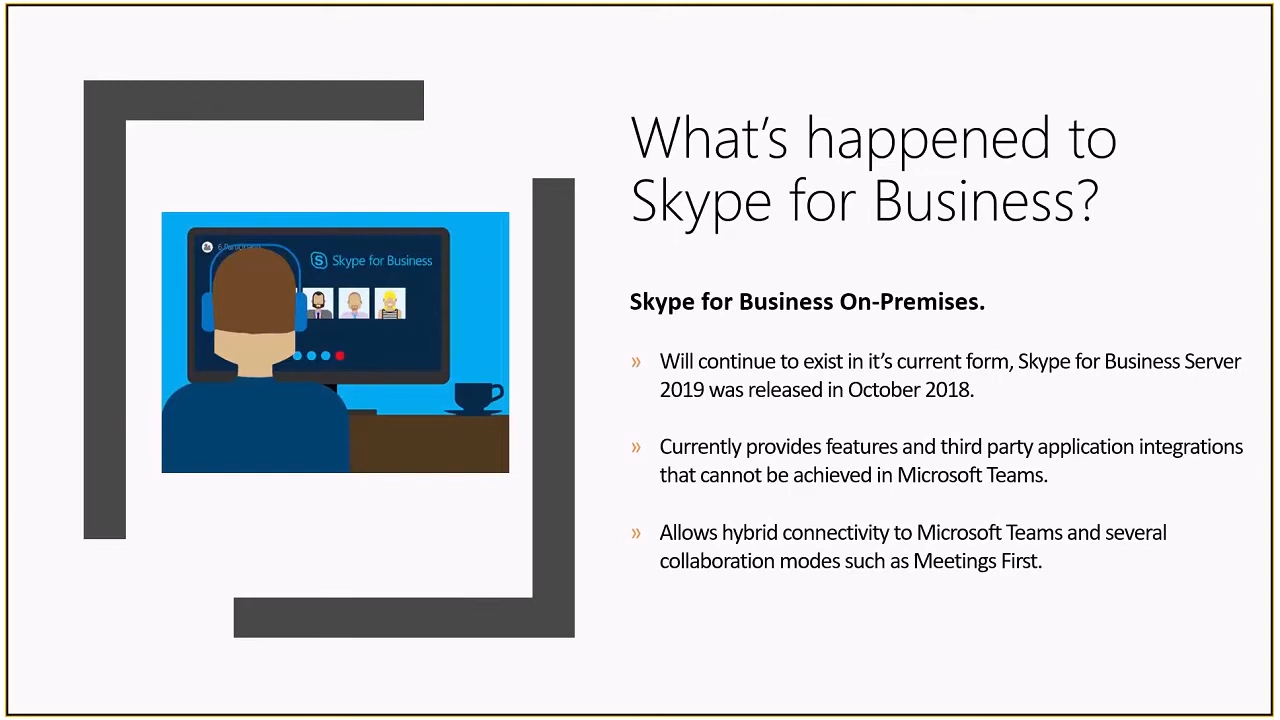 What's happened to
Skype for Business?
6 Participants
Skype for Business
Skype for Business On-Premises.
» Will continue to exist in it's current form, Skype for Business Server
2019 was released in October 2018.
» Currently provides features and third party application integrations
that cannot be achieved in Microsoft Teams.
» Allows hybrid connectivity to Microsoft Teams and several
collaboration modes such as Meetings First.